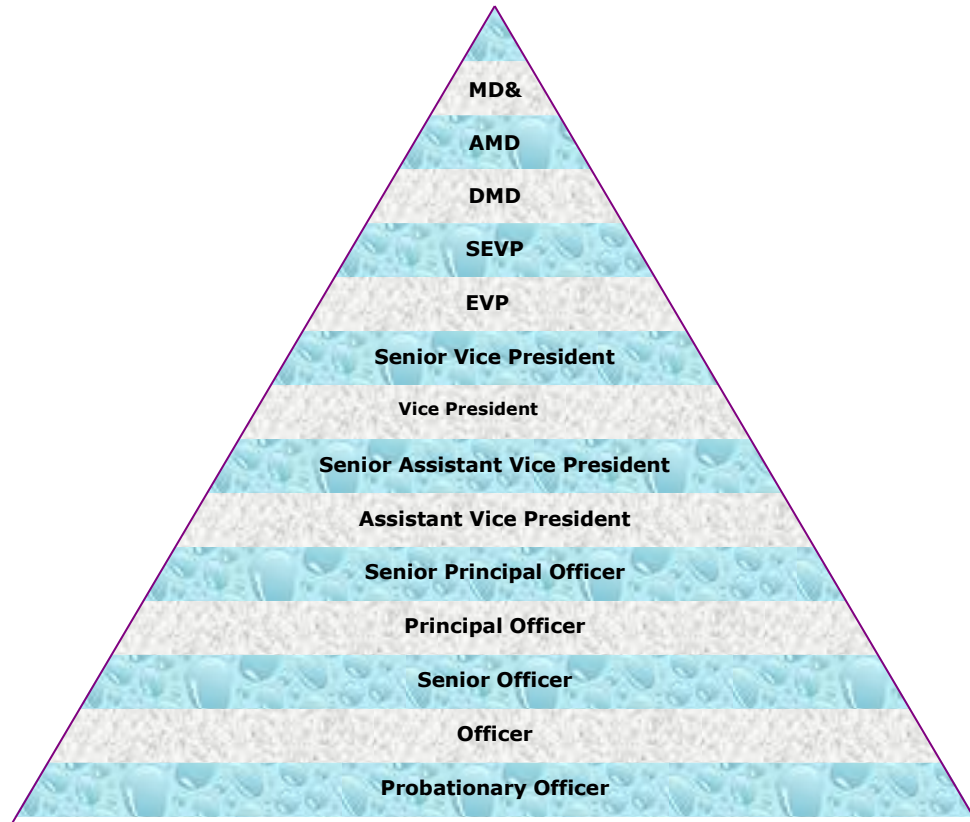 MD&
AMD
DMD
SEVP
EVP
Senior Vice President
Vice President
Senior Assistant Vice President
Assistant Vice President
Senior Principal Officer
Principal Officer
Senior Officer
Officer
Probationary Officer